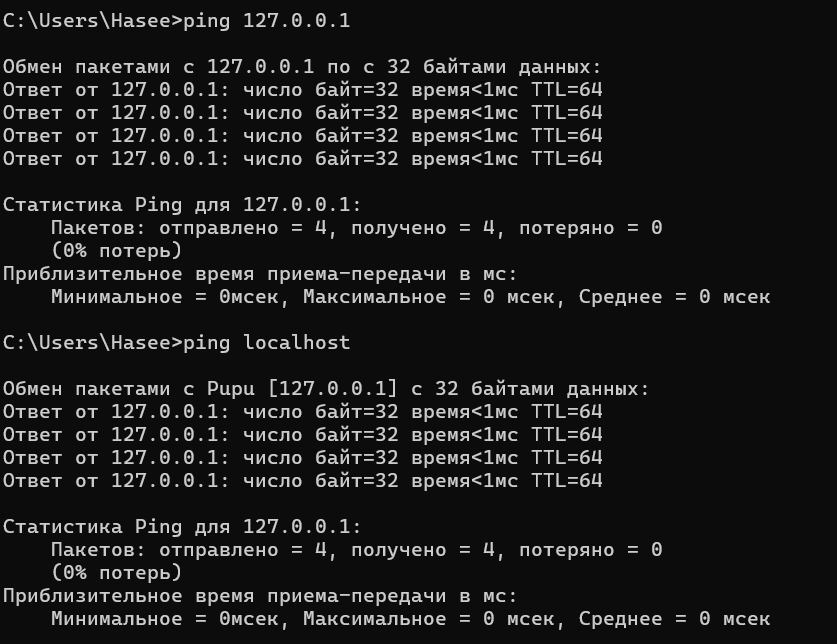 C:\Users\Hasee>ping 127.0.0.1
Обмен пакетами с 127.0.0.1 по с 32 байтами данных:
Ответ от 127.0.0.1: число байт=32 время<1мс TTL=64
Ответ от 127.0.0.1: число байт=32 время<1мс TTL=64
Ответ от 127.0.0.1: число байт=32 время<1мс TTL=64
Ответ от 127.0.0.1: число байт=32 время<1мс TTL=64
Статистика Ping для 127.0.0.1:
    Пакетов: отправлено = 4, получено = 4, потеряно = 0
    (0% потерь)
Приблизительное время приема-передачи в мс:
    Минимальное = 0мсек, Максимальное = 0 мсек, Среднее = 0 мсек
C:\Users\Hasee>ping localhost
Обмен пакетами с Pupu [127.0.0.1] с 32 байтами данных:
Ответ от 127.0.0.1: число байт=32 время<1мс TTL=64
Ответ от 127.0.0.1: число байт=32 время<1мс TTL=64
Ответ от 127.0.0.1: число байт=32 время<1мс TTL=64
Ответ от 127.0.0.1: число байт=32 время<1мс TTL=64
Статистика Ping для 127.0.0.1:
    Пакетов: отправлено = 4, получено = 4, потеряно = 0
    (0% потерь)
Приблизительное время приема-передачи в мс:
    Минимальное = 0мсек, Максимальное = 0 мсек, Среднее = 0 мсек